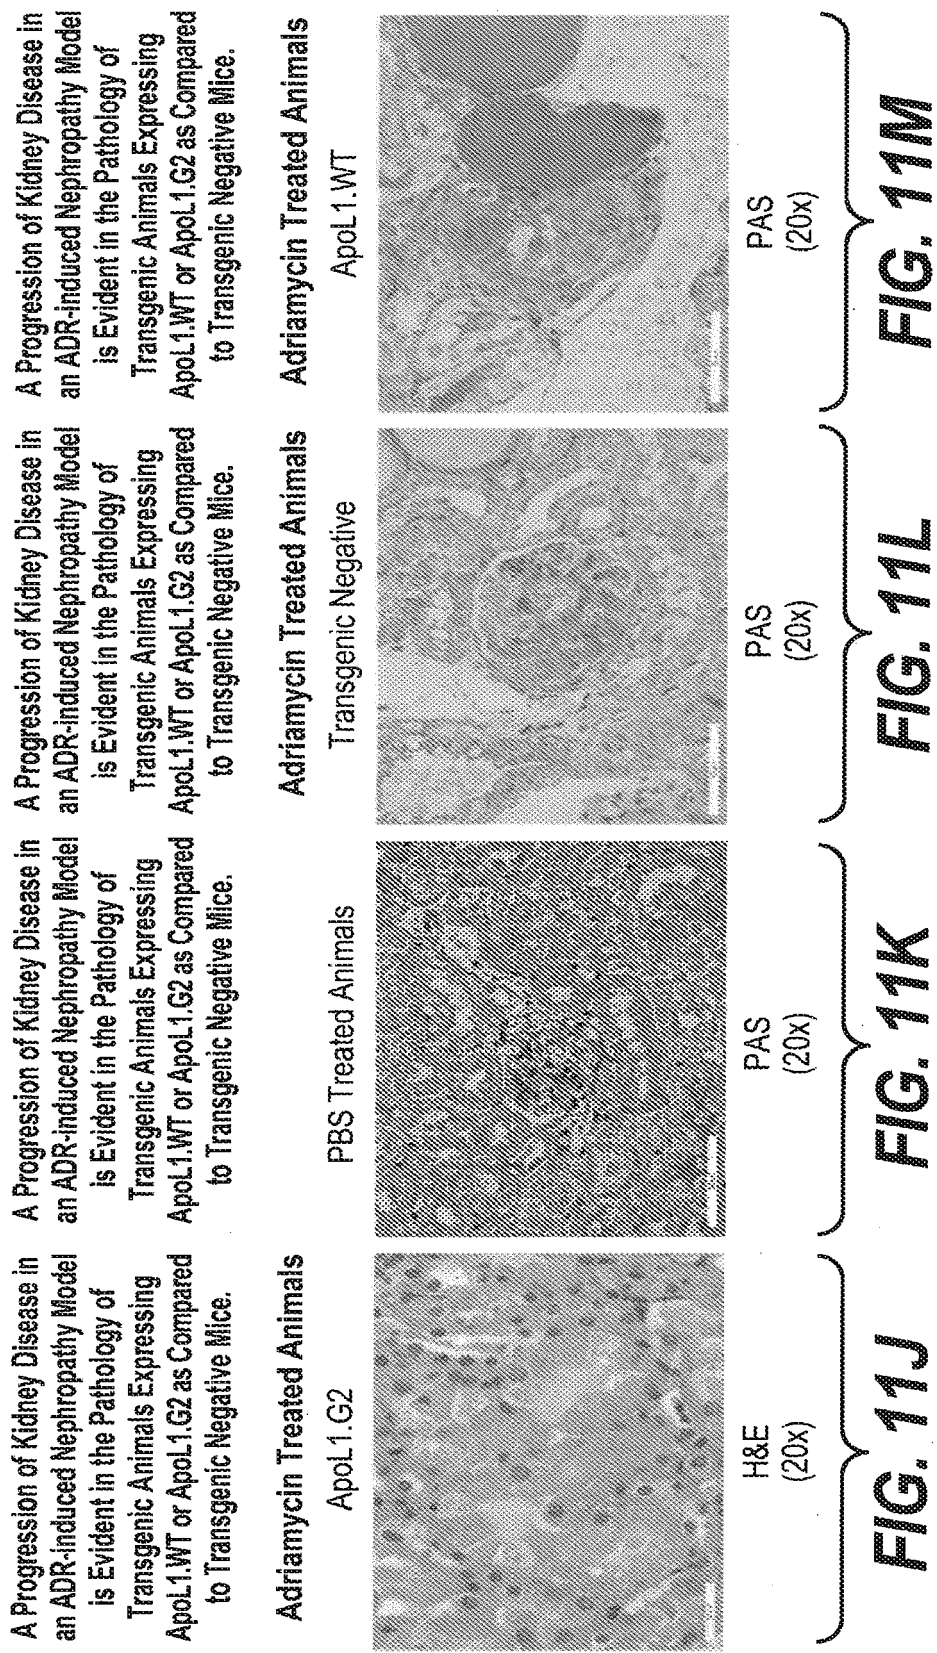 A Progression of Kidney Disease in
an ADR-induced Nephropathy Model
is Evident in the Pathology of
Transgenic Animals Expressing
ApoL1.WT or ApoL1.G2 as Compared
to Transgenic Negative Mice.
Adriamycin Treated Animals
ApoL1.G2
H&E
(20x)
FIG. 11J
A Progression of Kidney Disease in
an ADR-induced Nephropathy Model
is Evident in the Pathology of
Transgenic Animals Expressing
ApoL1.WT or ApoL1.G2 as Compared
to Transgenic Negative Mice.
PBS Treated Animals
PAS
(20x)
FIG. 11K
A Progression of Kidney Disease in
an ADR-induced Nephropathy Model
is Evident in the Pathology of
Transgenic Animals Expressing
ApoL1.WT or ApoL1.G2 as Compared
to Transgenic Negative Mice.
Adriamycin Treated Animals
Transgenic Negative
PAS
(20x)
FIG. 11L
A Progression of Kidney Disease in
an ADR-induced Nephropathy Model
is Evident in the Pathology of
Transgenic Animals Expressing
ApoL1.WT or ApoL1.G2 as Compared
to Transgenic Negative Mice.
Adriamycin Treated Animals
ApoL1.WT
PAS
(20x)
FIG. 11M